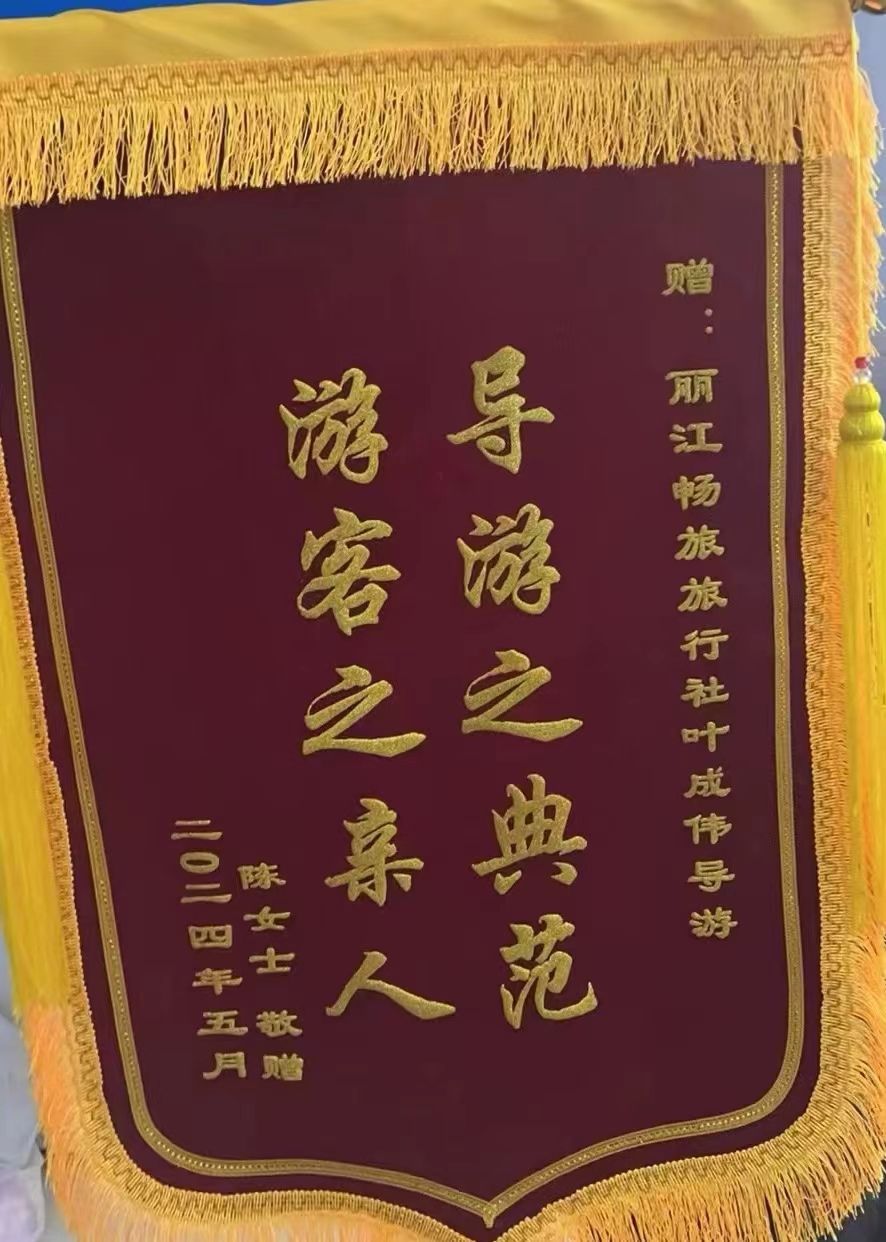 赠：丽江畅旅旅行社叶成伟导游
导游之典范
游客之亲人
陈女士 敬赠
二〇二四年五月